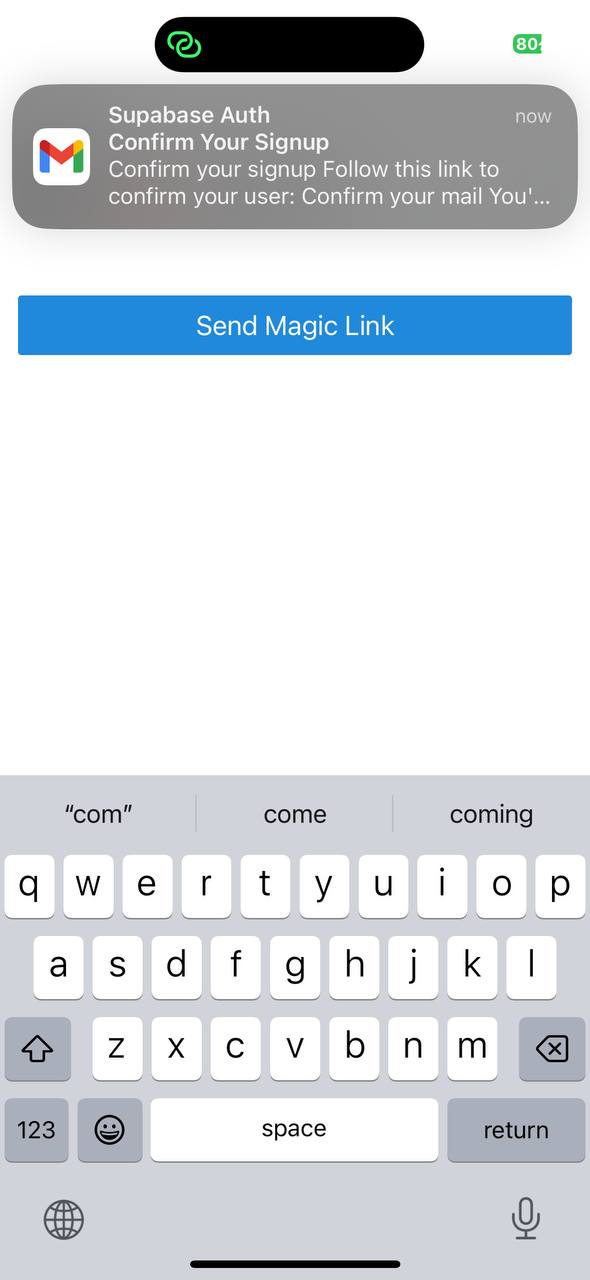 80
Supabase Auth
now
Confirm Your Signup
Confirm your signup Follow this link to
confirm your user: Confirm your mail You'...
Send Magic Link
“com”
come
coming
q w e r t y u i o p
a s d f g h j k l
z x c v b n m
123
space
return